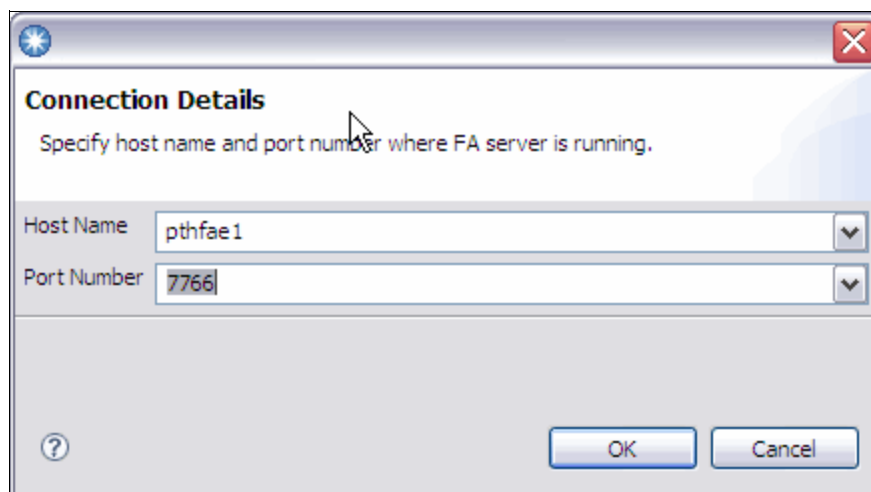 Connection Details
Specify host name and port number where FA server is running.
Host Name pthfae1
Port Number 7766
? OK Cancel